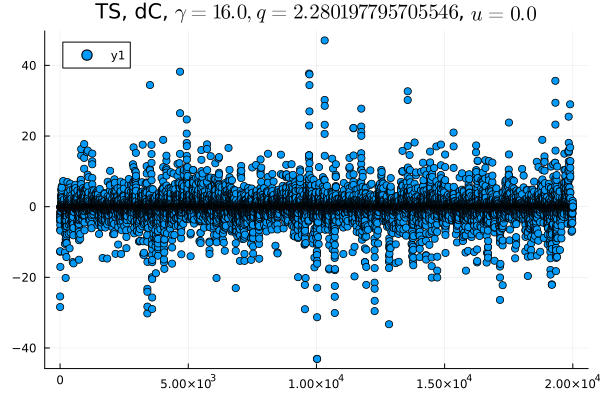 TS, dC, γ = 16.0, q = 2.280197795705546, u = 0.0
y1
40
20
0
−20
−40
0 5.00×10³ 1.00×10⁴ 1.50×10⁴ 2.00×10⁴